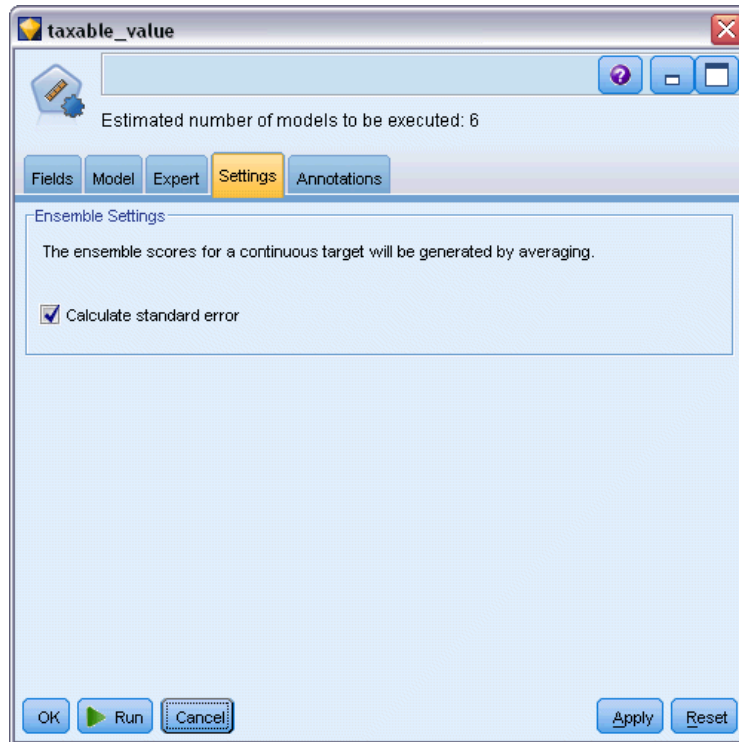 taxable_value
Estimated number of models to be executed: 6
Fields Model Expert Settings Annotations
Ensemble Settings
The ensemble scores for a continuous target will be generated by averaging.
Calculate standard error
OK Run Cancel Apply Reset